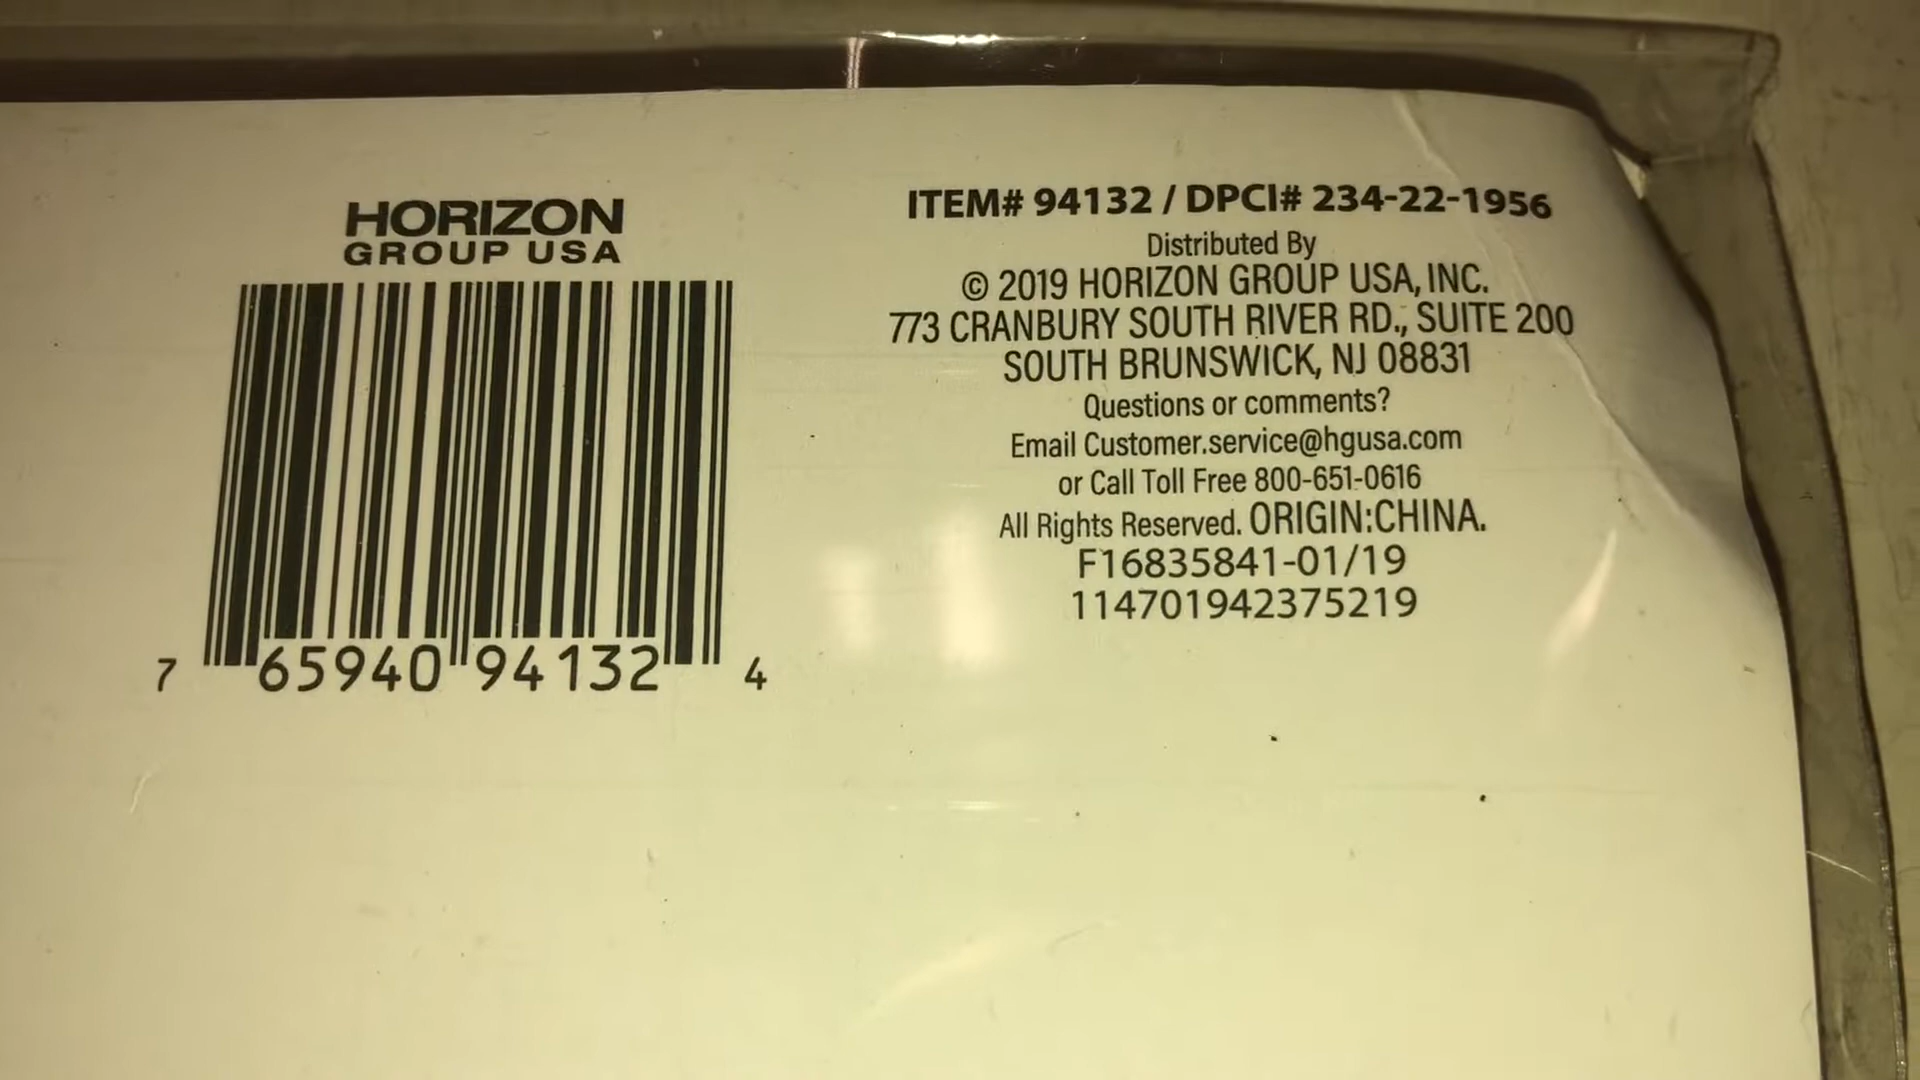 HORIZON
GROUP USA
7 65940 94132 4
ITEM# 94132 / DPCI# 234-22-1956
Distributed By
© 2019 HORIZON GROUP USA, INC.
773 CRANBURY SOUTH RIVER RD., SUITE 200
SOUTH BRUNSWICK, NJ 08831
Questions or comments?
Email Customer.service@hgusa.com
or Call Toll Free 800-651-0616
All Rights Reserved. ORIGIN:CHINA.
F16835841-01/19
114701942375219